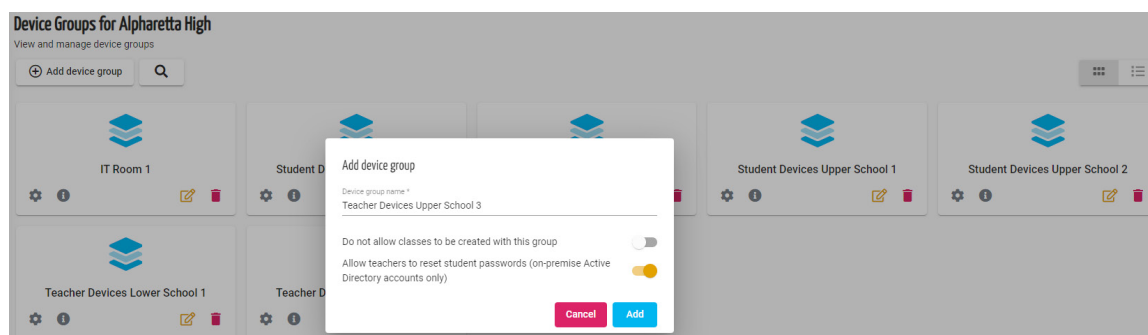 Device Groups for Alpharetta High
View and manage device groups
Add device group
IT Room 1
Student D
Student Devices Upper School 1
Student Devices Upper School 2
Add device group
Device group name *
Teacher Devices Upper School 3
Do not allow classes to be created with this group
Allow teachers to reset student passwords (on-premise Active
Directory accounts only)
Cancel
Add
Teacher Devices Lower School 1
Teacher D